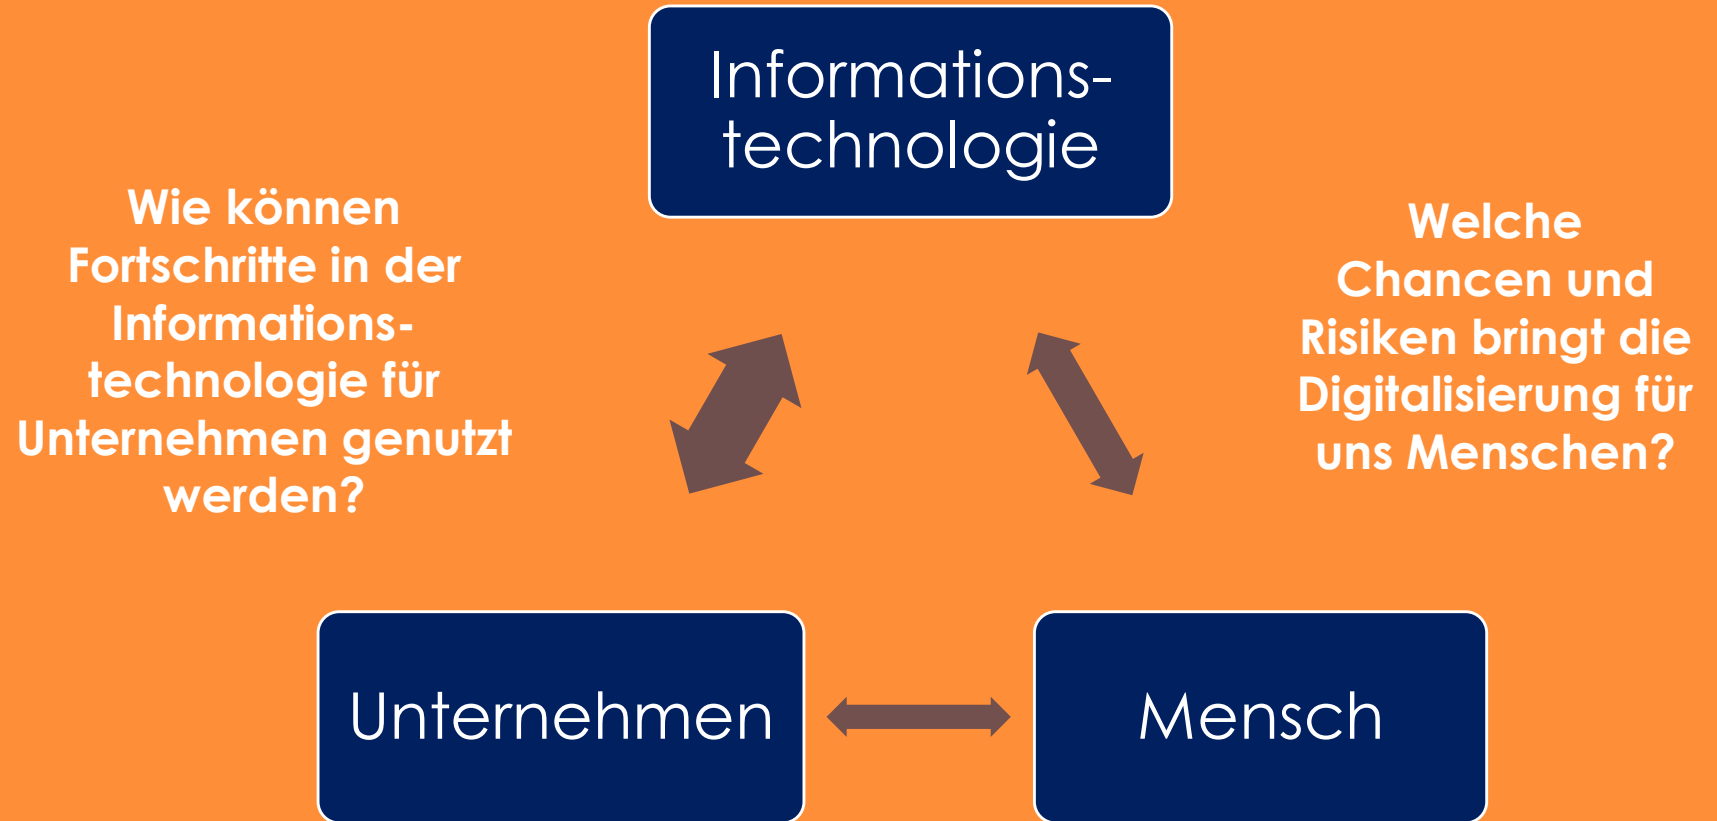 Informations-
technologie
Wie können
Fortschritte in der
Informations-
technologie für
Unternehmen genutzt
werden?
Welche
Chancen und
Risiken bringt die
Digitalisierung für
uns Menschen?
Unternehmen
Mensch